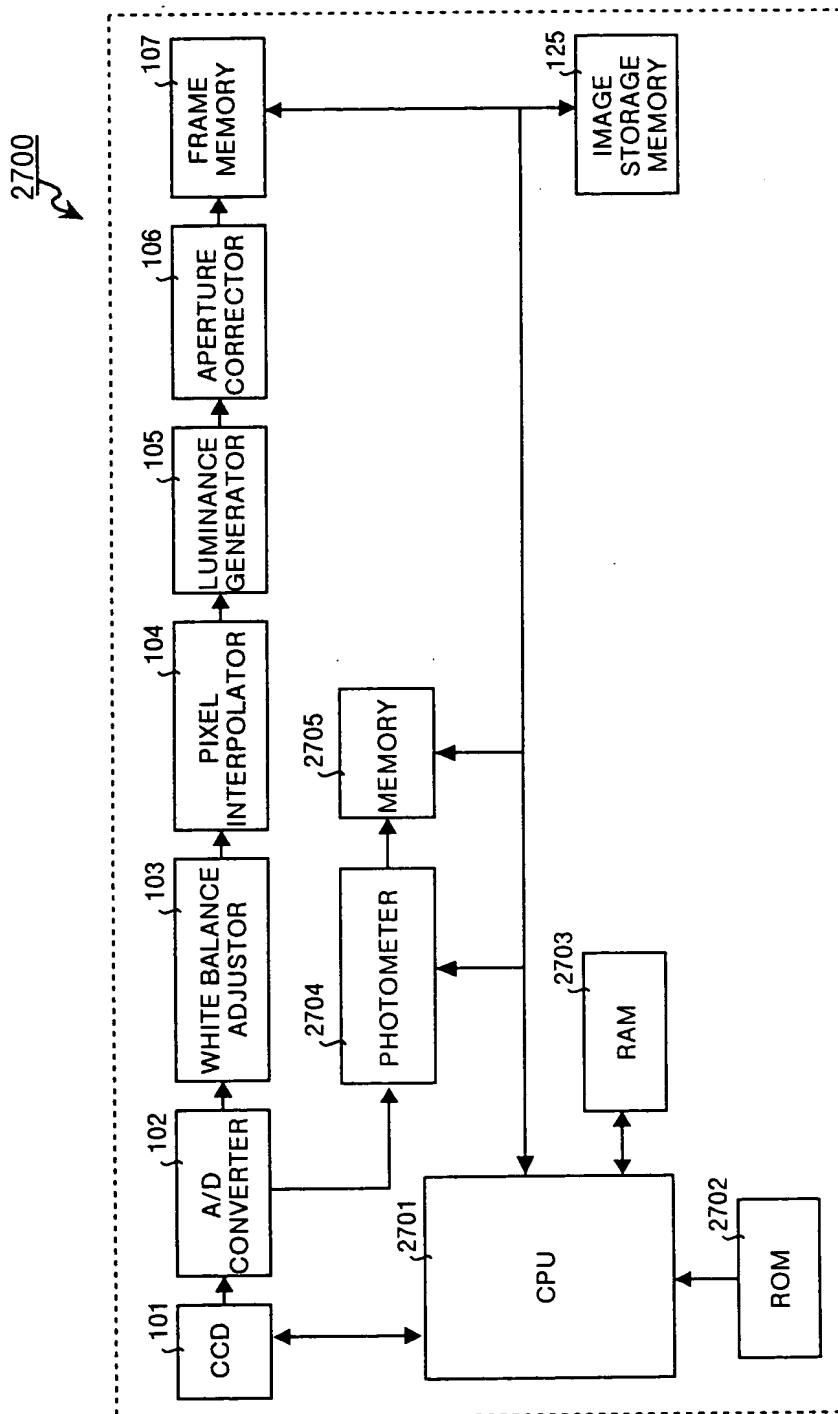 2700
101
CCD
102
A/D
CONVERTER
103
WHITE BALANCE
ADJUSTOR
104
PIXEL
INTERPOLATOR
105
LUMINANCE
GENERATOR
106
APERTURE
CORRECTOR
107
FRAME
MEMORY
2704
PHOTOMETER
2705
MEMORY
125
IMAGE
STORAGE
MEMORY
2701
CPU
2703
RAM
2702
ROM